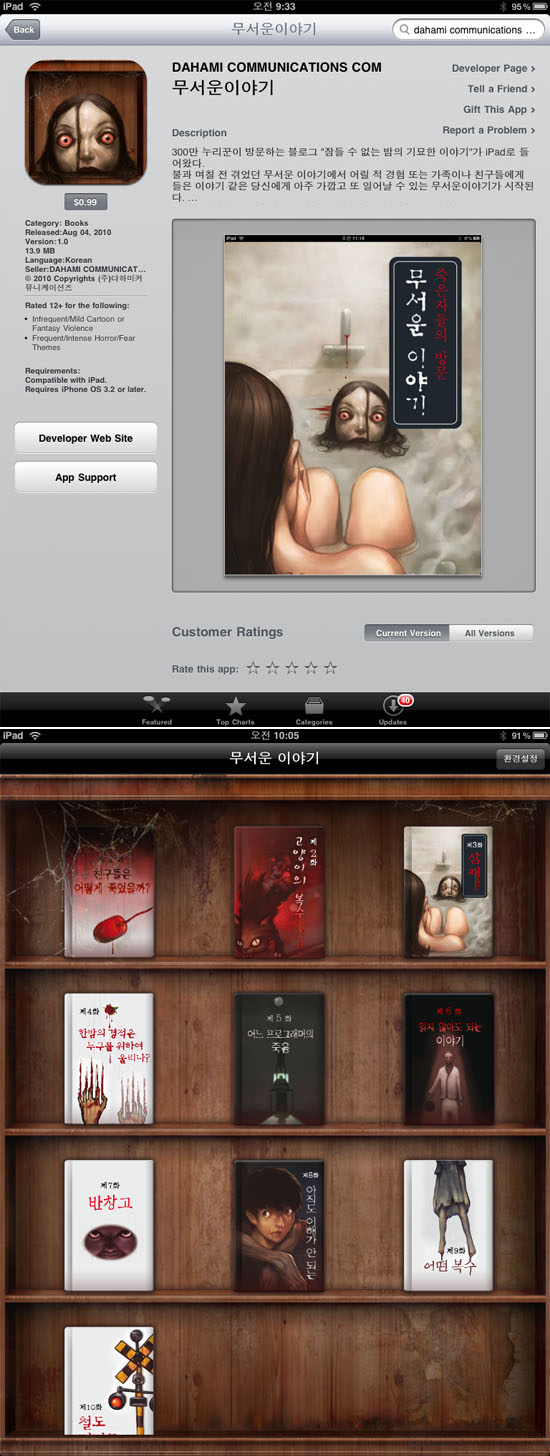 iPad
오전 9:33
95%
Back
무서운이야기
dahami communications ...
DAHAMI COMMUNICATIONS COM
무서운이야기
Developer Page ›
Tell a Friend ›
Gift This App ›
Report a Problem ›
Description
300만 누리꾼이 방문하는 블로그 "잠들 수 없는 밤의 기묘한 이야기"가 iPad로 들
어왔다.
불과 며칠 전 겪었던 무서운 이야기에서 어릴 적 경험 또는 가족이나 친구들에게
들은 이야기 같은 당신에게 아주 가깝고 또 일어날 수 있는 무서운이야기가 시작된
다. ...
$0.99
Category: Books
Released:Aug 04, 2010
Version:1.0
13.9 MB
Language:Korean
Seller:DAHAMI COMMUNICAT...
© 2010 Copyrights (주)다하미커
뮤니케이션즈
Rated 12+ for the following:
• Infrequent/Mild Cartoon or
Fantasy Violence
• Frequent/Intense Horror/Fear
Themes
Requirements:
Compatible with iPad.
Requires iPhone OS 3.2 or later.
Developer Web Site
App Support
iPad
오전 11:19
죽은자들의 방문
무서운 이야기
Customer Ratings
Current Version
All Versions
Rate this app:
Featured
Top Charts
Categories
Updates
40
iPad
오전 10:05
91%
무서운 이야기
환경설정
친구들은
어떻게 죽었을까?
제2화
고양이의 복수
제3화
제4화
한밤의 경적은
누구를 위하여
울리나?
제5화
어느 프로그래머의
죽음
제6화
읽지 않아도 되는
이야기
제7화
반창고
제8화
아직도 이해가 안 되는
제9화
어떤 복수
제10화
철도